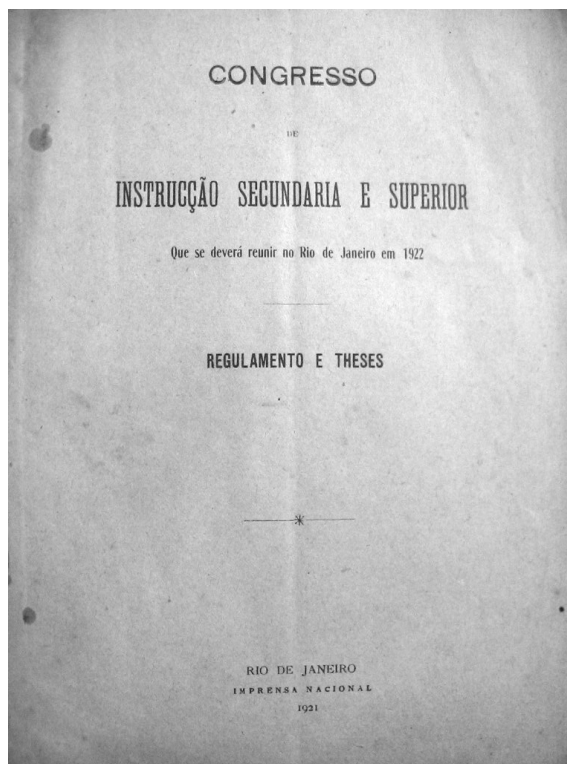 CONGRESSO
DE
INSTRUCÇÃO SECUNDARIA E SUPERIOR
Que se deverá reunir no Rio de Janeiro em 1922
REGULAMENTO E THESES
RIO DE JANEIRO
IMPRENSA NACIONAL
1921